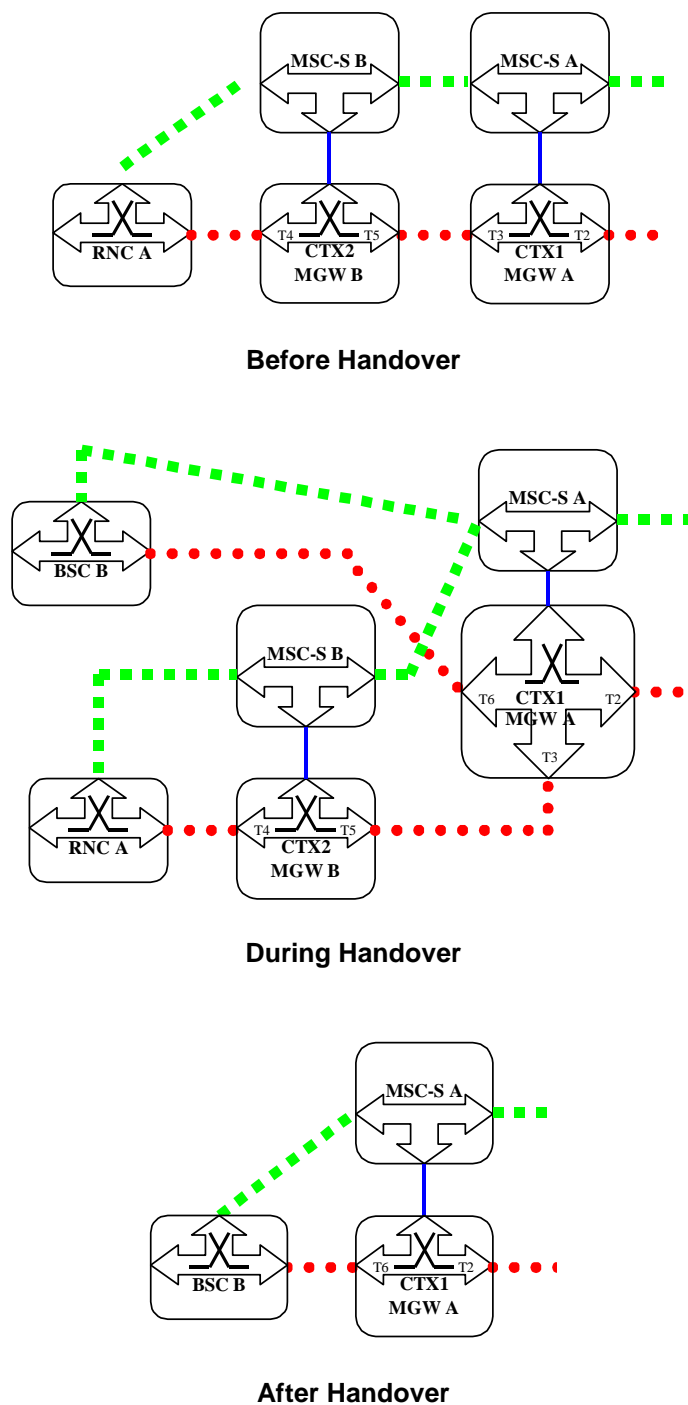 MSC-S B
MSC-S A
RNC A
T4
T5
CTX2
MGW B
T3
T2
CTX1
MGW A
Before Handover
MSC-S A
BSC B
MSC-S B
T6
CTX1
T2
MGW A
T3
RNC A
T4
T5
CTX2
MGW B
During Handover
MSC-S A
BSC B
T6
T2
CTX1
MGW A
After Handover